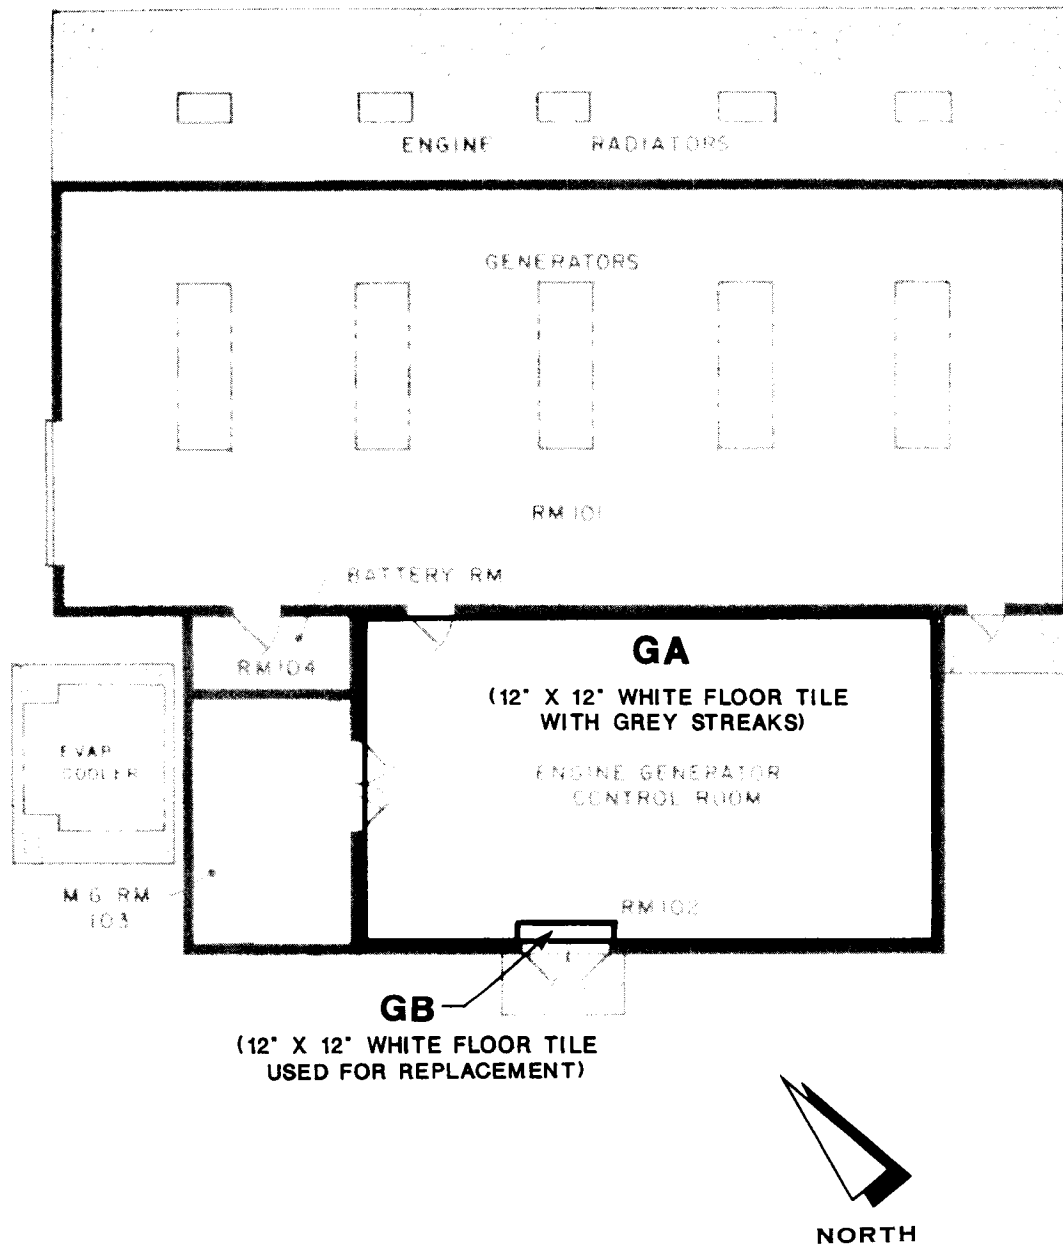 ENGINE RADIATORS
GENERATORS
RM 101
BATTERY RM
RM 104
GA
(12" X 12" WHITE FLOOR TILE
WITH GREY STREAKS)
EVAP
COOLER
ENGINE GENERATOR
CONTROL ROOM
M G RM
103
RM 102
GB
(12" X 12" WHITE FLOOR TILE
USED FOR REPLACEMENT)
NORTH